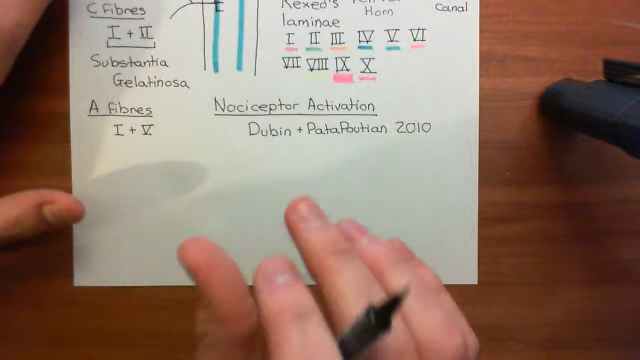 C fibres
I + II
Substantia
Gelatinosa
A fibres
I + V
Rexed's
laminae
Horn
Canal
I II III IV V VI
VII VIII IX X
Nociceptor Activation
Dubin + PataPoutian 2010